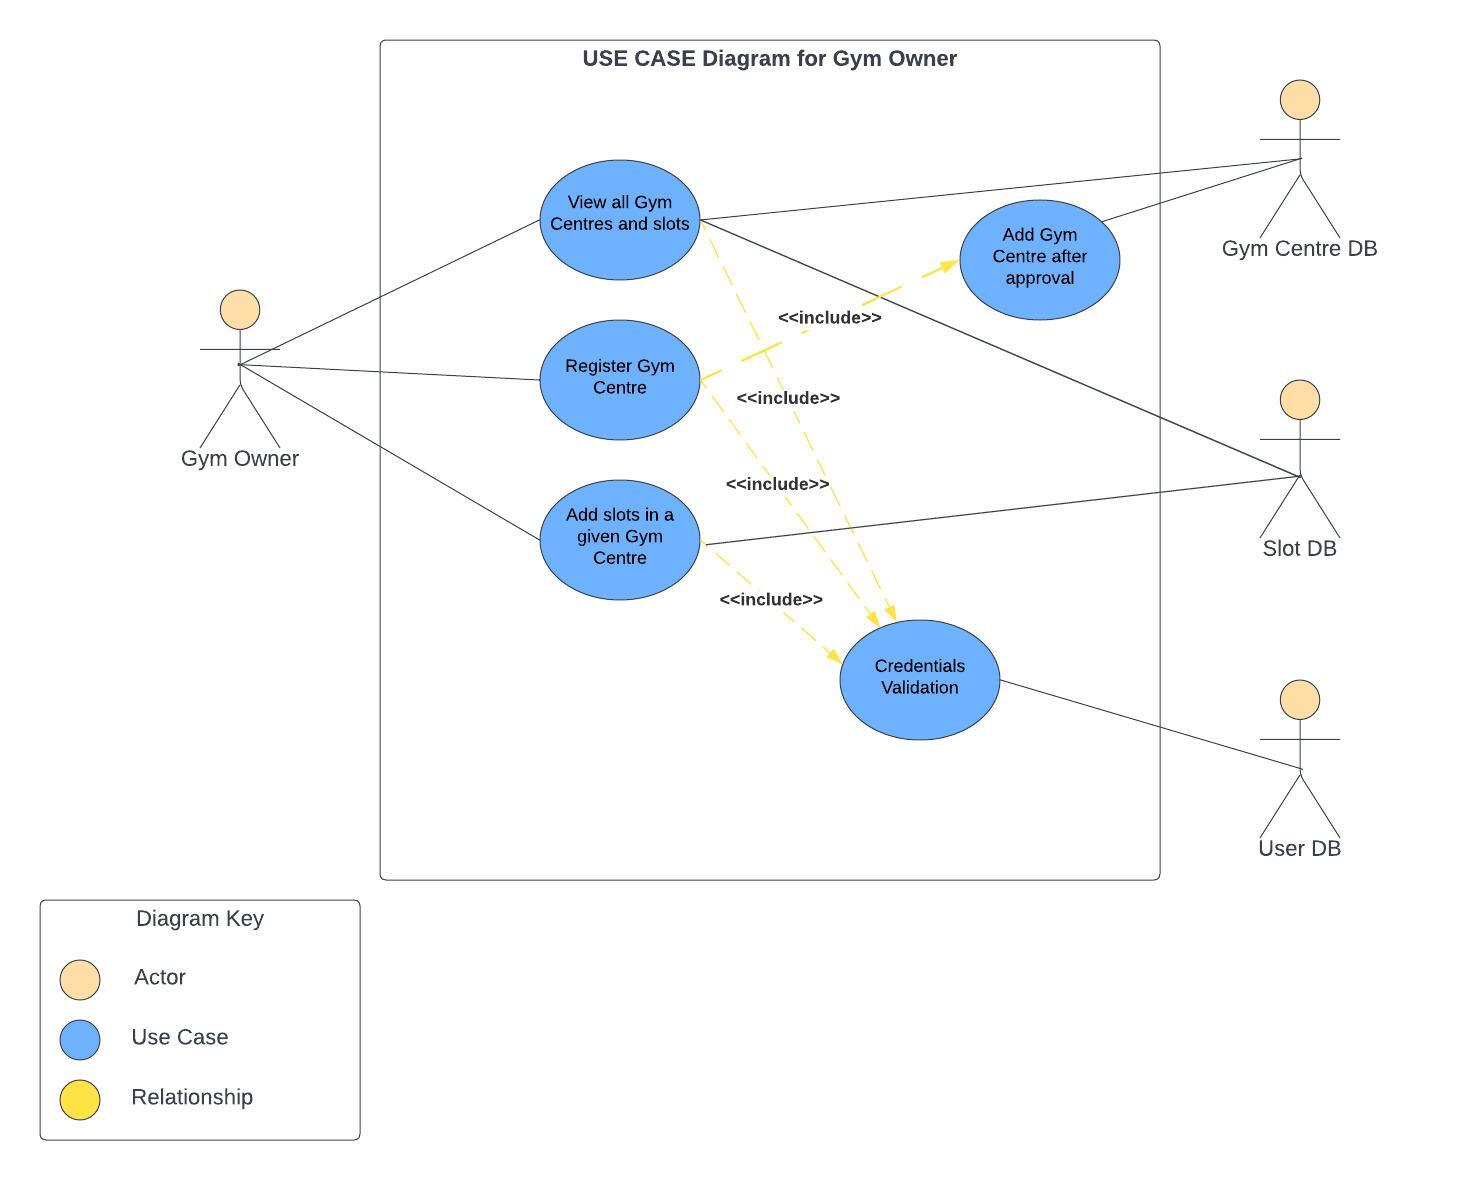 USE CASE Diagram for Gym Owner
View all Gym
Centres and slots
Add Gym
Centre after
approval
Gym Centre DB
<<include>>
Register Gym
Centre
<<include>>
Gym Owner
<<include>>
Add slots in a
given Gym
Centre
Slot DB
<<include>>
Credentials
Validation
User DB
Diagram Key
Actor
Use Case
Relationship